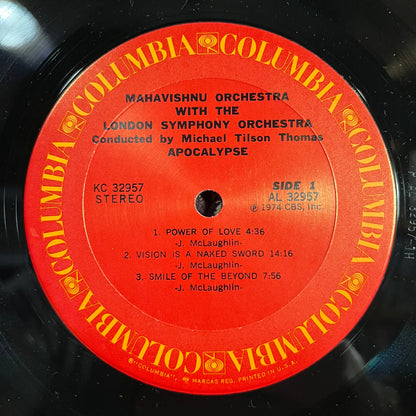 COLUMBIA COLUMBIA COLUMBIA COLUMBIA COLUMBIA COLUMBIA
MAHAVISHNU ORCHESTRA
WITH THE
LONDON SYMPHONY ORCHESTRA
Conducted by Michael Tilson Thomas
APOCALYPSE
KC 32957
STEREO
SIDE 1
AL 32957
℗ 1974 CBS, Inc.
1. POWER OF LOVE 4:36
-J. McLaughlin-
2. VISION IS A NAKED SWORD 14:16
-J. McLaughlin-
3. SMILE OF THE BEYOND 7:56
-J. McLaughlin-
®"COLUMBIA", MARCAS REG. PRINTED IN U.S.A.